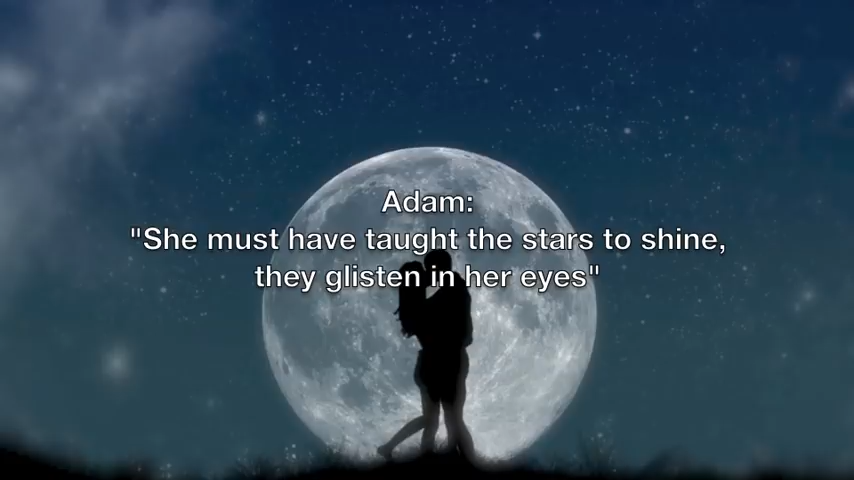 Adam:
"She must have taught the stars to shine,
they glisten in her eyes"